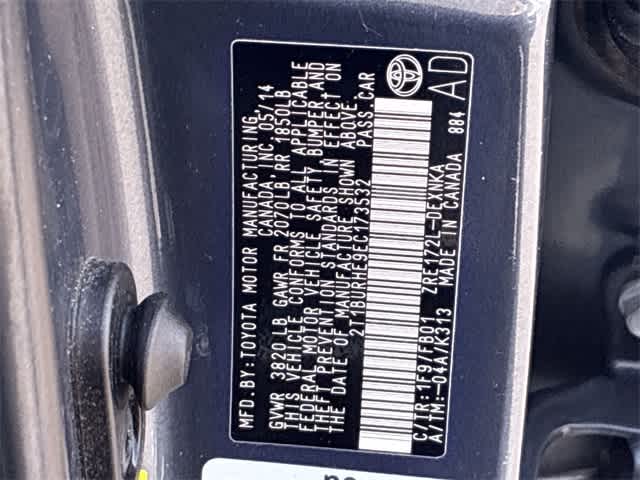 MFD.BY:TOYOTA MOTOR MANUFACTURING
CANADA, INC. 05/14
GVWR 3820 LB GAWR FR 2070LB, RR 1850LB
THIS VEHICLE CONFORMS TO ALL APPLICABLE
FEDERAL MOTOR VEHICLE SAFETY, BUMPER, AND
THEFT PREVENTION STANDARDS IN EFFECT ON
THE DATE OF MANUFACTURE SHOWN ABOVE.
2T1BURHE9EC173532 PASS.CAR
C/TR:1F9/FB01 ZRE172L-DEXNKA
A/TM:-04A/K313 MADE IN CANADA 884
AD